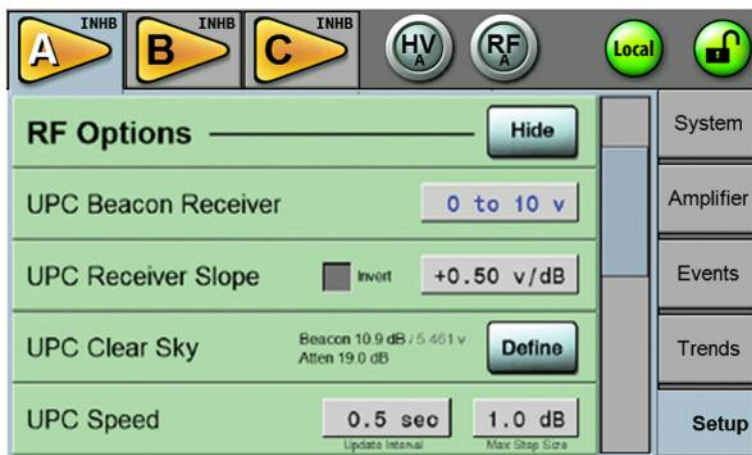 INHB
A
INHB
B
INHB
C
HV
A
RF
A
Local
RF Options
Hide
UPC Beacon Receiver
0 to 10 v
UPC Receiver Slope
Invert
+0.50 v/dB
UPC Clear Sky
Beacon 10.9 dB / 5.461 v
Atten 19.0 dB
Define
UPC Speed
0.5 sec
Update Interval
1.0 dB
Max Step Size
System
Amplifier
Events
Trends
Setup